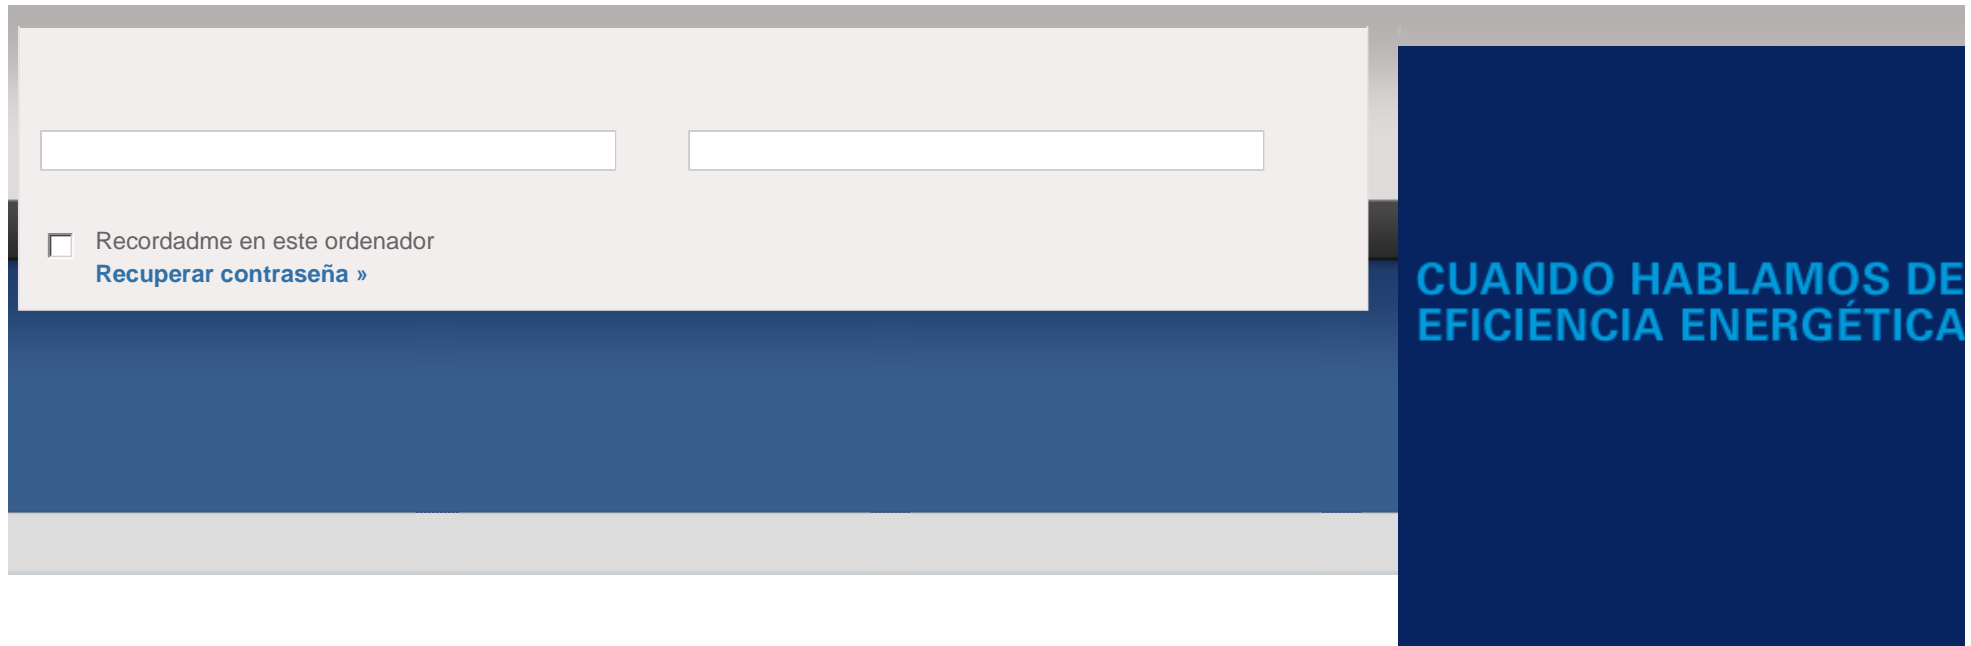 Recordadme en este ordenador
Recuperar contraseña »
CUANDO HABLAMOS DE
EFICIENCIA ENERGÉTICA